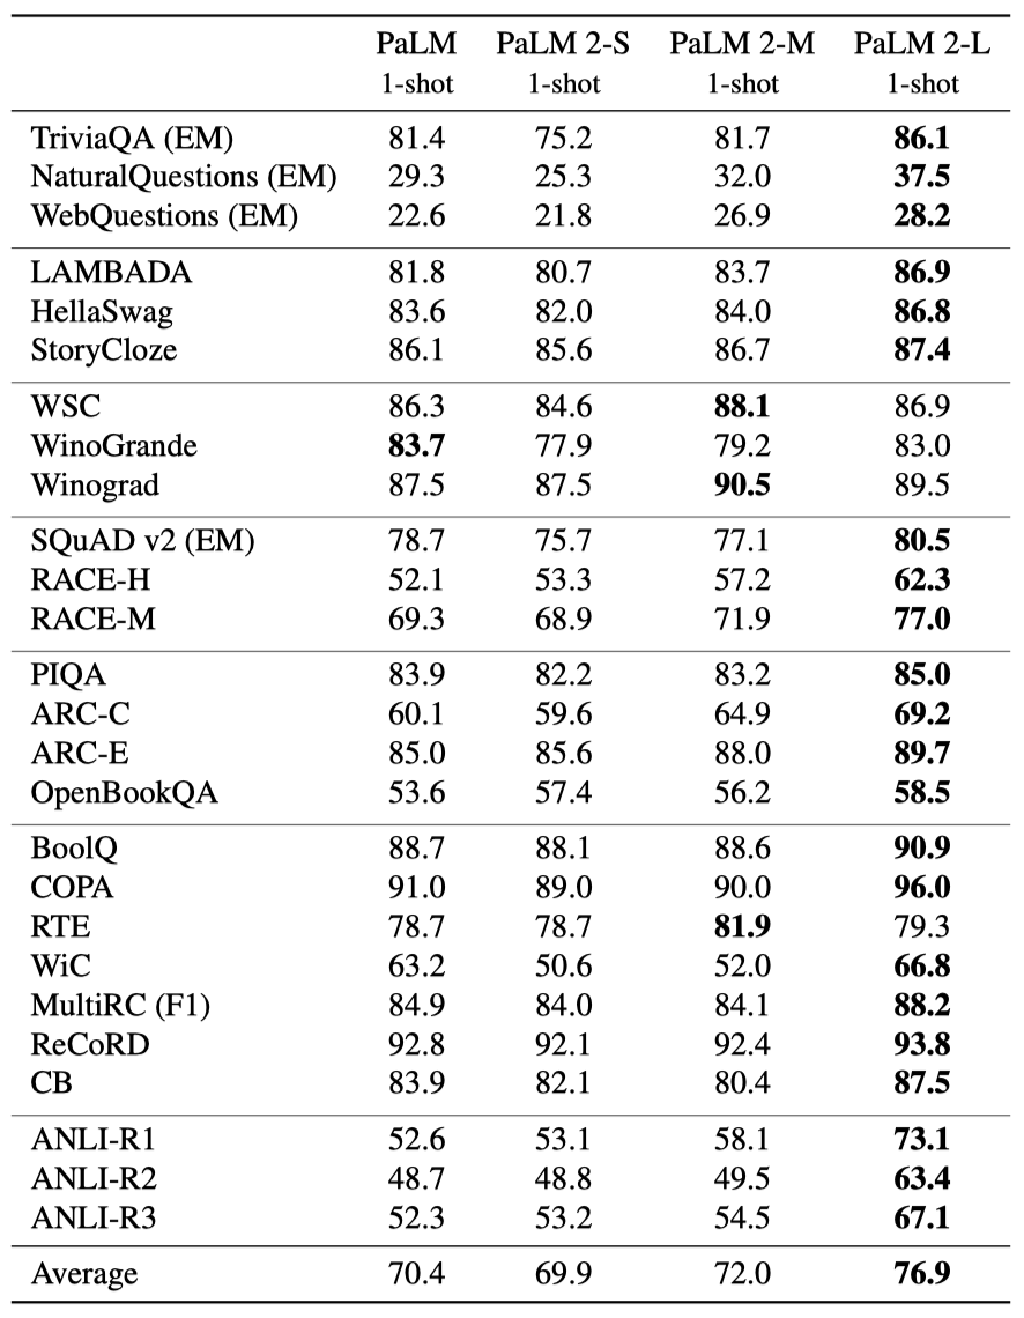 PaLM PaLM 2-S PaLM 2-M PaLM 2-L
1-shot 1-shot 1-shot 1-shot
TriviaQA (EM) 81.4 75.2 81.7 86.1
NaturalQuestions (EM) 29.3 25.3 32.0 37.5
WebQuestions (EM) 22.6 21.8 26.9 28.2
LAMBADA 81.8 80.7 83.7 86.9
HellaSwag 83.6 82.0 84.0 86.8
StoryCloze 86.1 85.6 86.7 87.4
WSC 86.3 84.6 88.1 86.9
WinoGrande 83.7 77.9 79.2 83.0
Winograd 87.5 87.5 90.5 89.5
SQuAD v2 (EM) 78.7 75.7 77.1 80.5
RACE-H 52.1 53.3 57.2 62.3
RACE-M 69.3 68.9 71.9 77.0
PIQA 83.9 82.2 83.2 85.0
ARC-C 60.1 59.6 64.9 69.2
ARC-E 85.0 85.6 88.0 89.7
OpenBookQA 53.6 57.4 56.2 58.5
BoolQ 88.7 88.1 88.6 90.9
COPA 91.0 89.0 90.0 96.0
RTE 78.7 78.7 81.9 79.3
WiC 63.2 50.6 52.0 66.8
MultiRC (F1) 84.9 84.0 84.1 88.2
ReCoRD 92.8 92.1 92.4 93.8
CB 83.9 82.1 80.4 87.5
ANLI-R1 52.6 53.1 58.1 73.1
ANLI-R2 48.7 48.8 49.5 63.4
ANLI-R3 52.3 53.2 54.5 67.1
Average 70.4 69.9 72.0 76.9